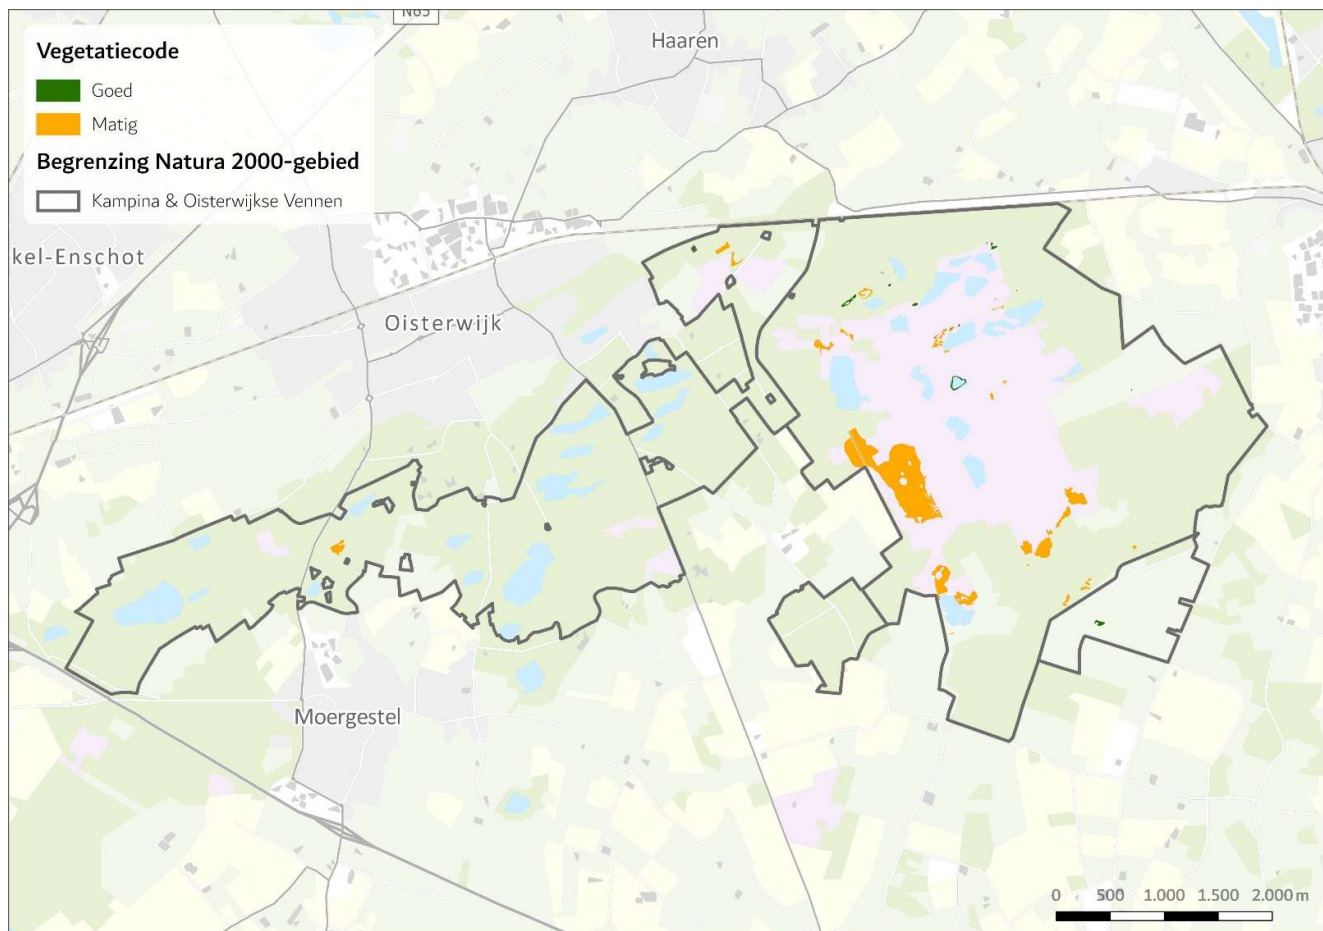 N65
Haaren
Vegetatiecode
Goed
Matig
Begrenzing Natura 2000-gebied
Kampina & Oisterwijkse Vennen
kel-Enschot
Oisterwijk
Moergestel
0 500 1.000 1.500 2.000 m